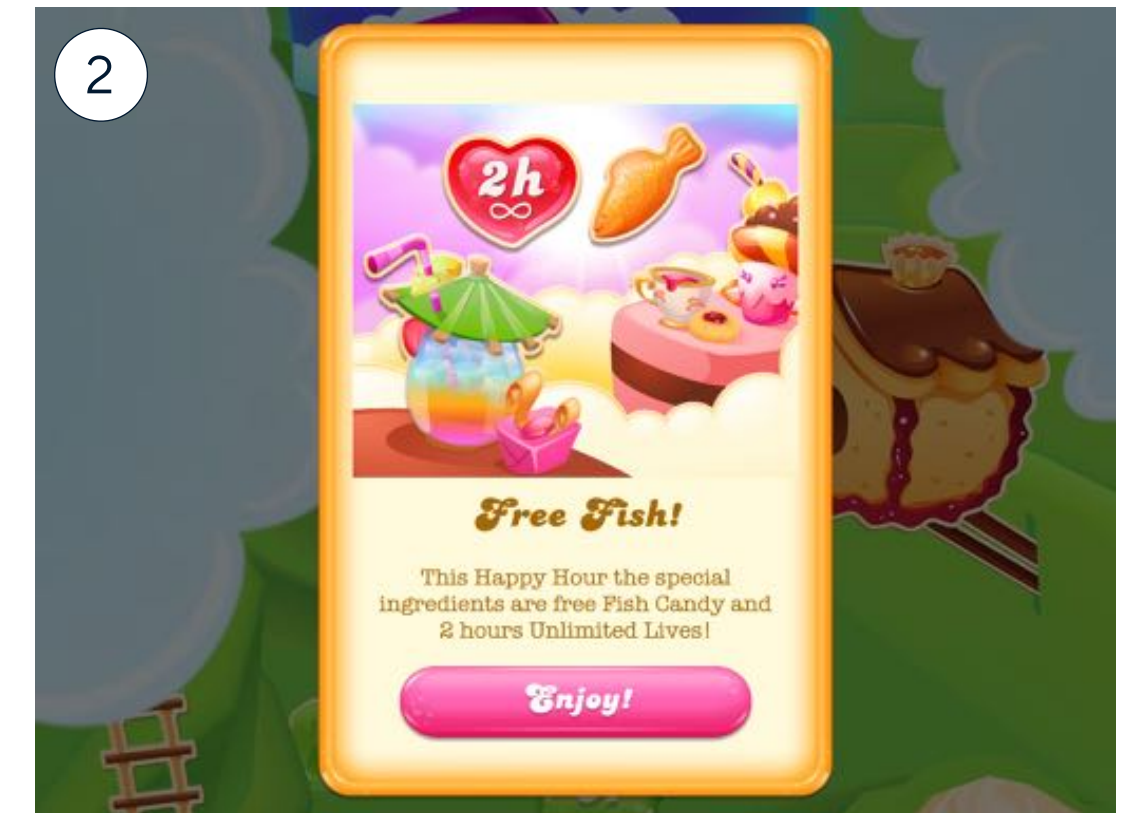 2
2h
∞
Free Fish!
This Happy Hour the special
ingredients are free Fish Candy and
2 hours Unlimited Lives!
Enjoy!